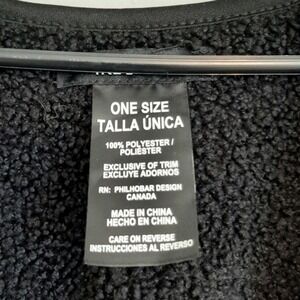 ONE SIZE
TALLA ÚNICA
100% POLYESTER /
POLIÉSTER
EXCLUSIVE OF TRIM
EXCLUYE ADORNOS
RN: PHILHOBAR DESIGN
CANADA
MADE IN CHINA
HECHO EN CHINA
CARE ON REVERSE
INSTRUCCIONES AL REVERSO